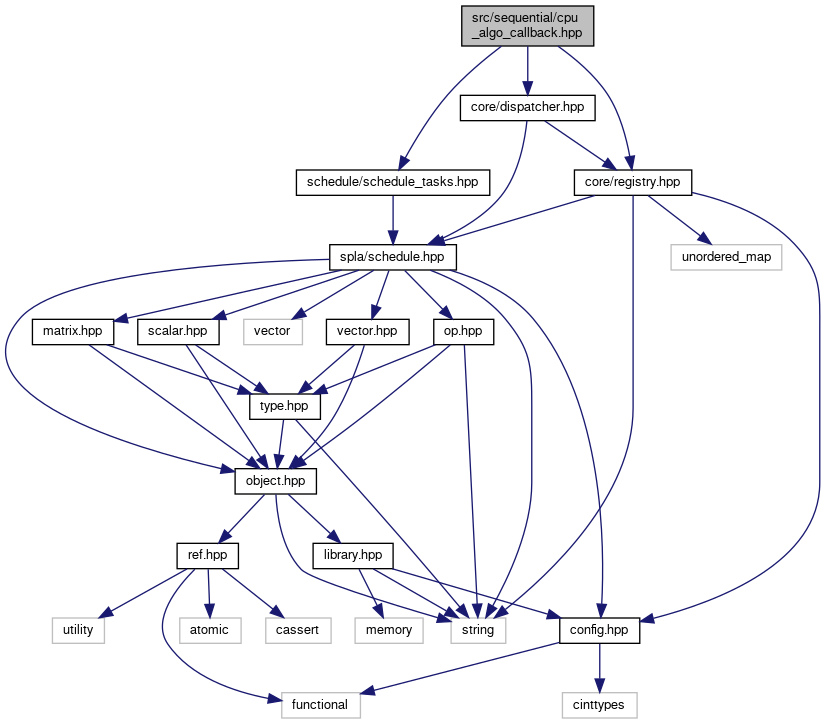 src/sequential/cpu
_algo_callback.hpp
core/dispatcher.hpp
schedule/schedule_tasks.hpp
core/registry.hpp
spla/schedule.hpp
unordered_map
matrix.hpp
scalar.hpp
vector
vector.hpp
op.hpp
type.hpp
object.hpp
ref.hpp
library.hpp
utility
atomic
cassert
memory
string
config.hpp
functional
cinttypes